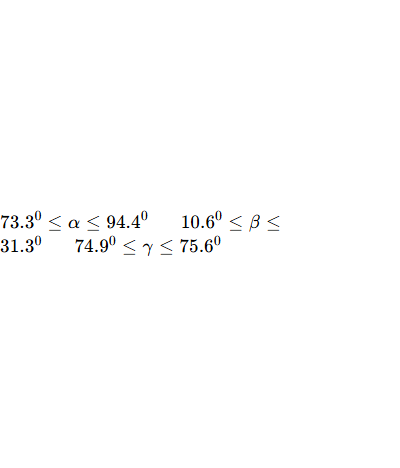 73.3⁰ ≤ α ≤ 94.4⁰  10.6⁰ ≤ β ≤
31.3⁰  74.9⁰ ≤ γ ≤ 75.6⁰